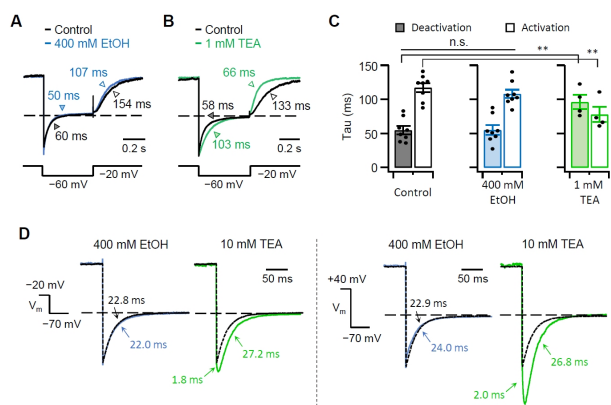 A
Control
400 mM EtOH
107 ms
50 ms
154 ms
60 ms
0.2 s
−60 mV
−20 mV
B
Control
1 mM TEA
66 ms
58 ms
133 ms
103 ms
0.2 s
−60 mV
−20 mV
C
Deactivation
Activation
n.s.
**
**
Tau (ms)
150
100
50
0
Control
400 mM
EtOH
1 mM
TEA
D
400 mM EtOH
10 mM TEA
50 ms
−20 mV
Vm
−70 mV
22.8 ms
22.0 ms
27.2 ms
1.8 ms
400 mM EtOH
10 mM TEA
50 ms
+40 mV
Vm
−70 mV
22.9 ms
24.0 ms
26.8 ms
2.0 ms